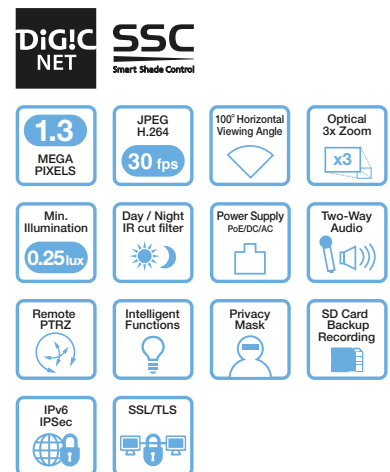 DiG!C
NET
SSC
Smart Shade Control
1.3
MEGA
PIXELS
JPEG
H.264
30 fps
100° Horizontal
Viewing Angle
Optical
3x Zoom
x3
Min.
Illumination
0.25lux
Day / Night
IR cut filter
Power Supply
PoE/DC/AC
Two-Way
Audio
Remote
PTRZ
Intelligent
Functions
Privacy
Mask
SD Card
Backup
Recording
IPv6
IPSec
SSL/TLS